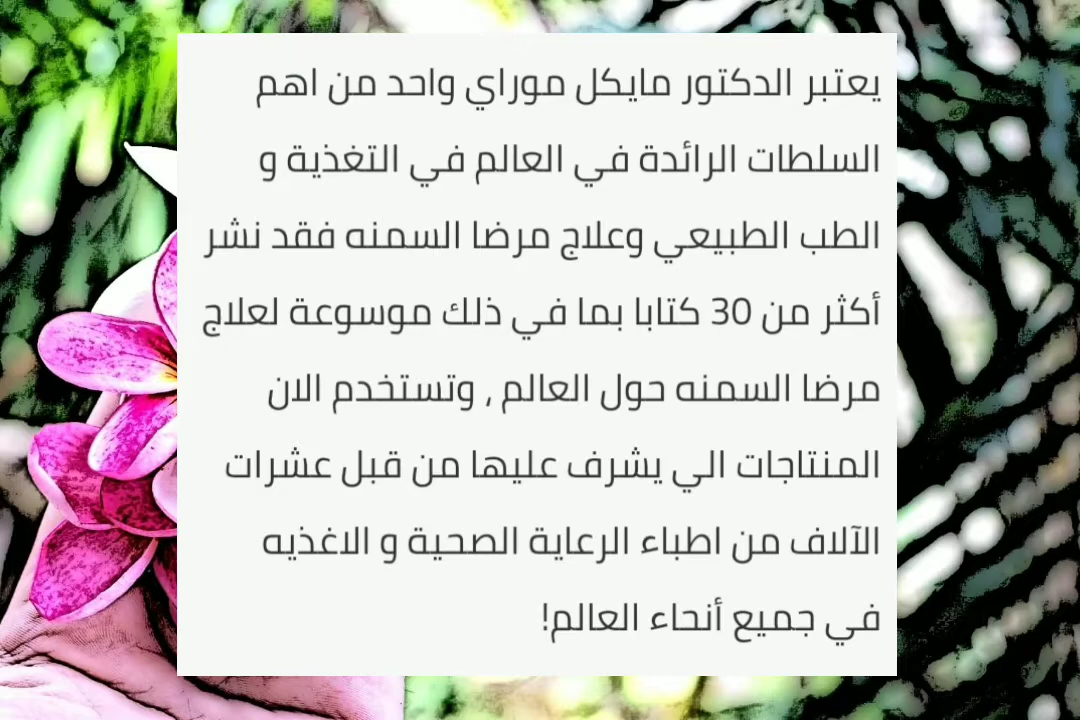 يعتبر الدكتور مايكل موراي واحد من اهم
السلطات الرائدة في العالم في التغذية و
الطب الطبيعي وعلاج مرضا السمنه فقد نشر
أكثر من 30 كتابا بما في ذلك موسوعة لعلاج
مرضا السمنه حول العالم , وتستخدم الان
المنتاجات الي يشرف عليها من قبل عشرات
الآلاف من اطباء الرعاية الصحية و الاغذيه
في جميع أنحاء العالم!